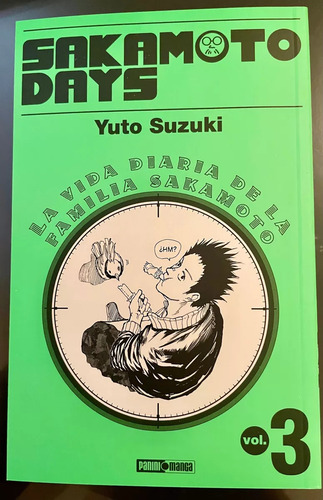 SAKAMOTO
DAYS
Yuto Suzuki
LA VIDA DIARIA DE LA
FAMILIA SAKAMOTO
¿HM?
vol. 3
PANINI MANGA